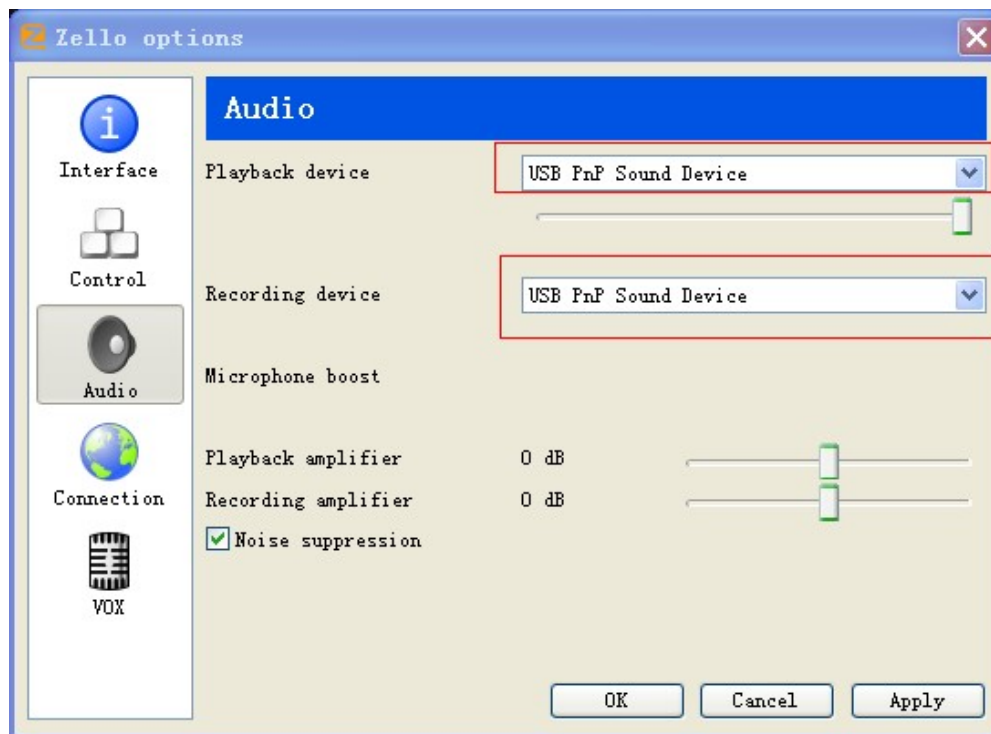 Zello options
Interface
Control
Audio
Connection
VOX
Audio
Playback device
USB PnP Sound Device
Recording device
USB PnP Sound Device
Microphone boost
Playback amplifier 0 dB
Recording amplifier 0 dB
Noise suppression
OK Cancel Apply